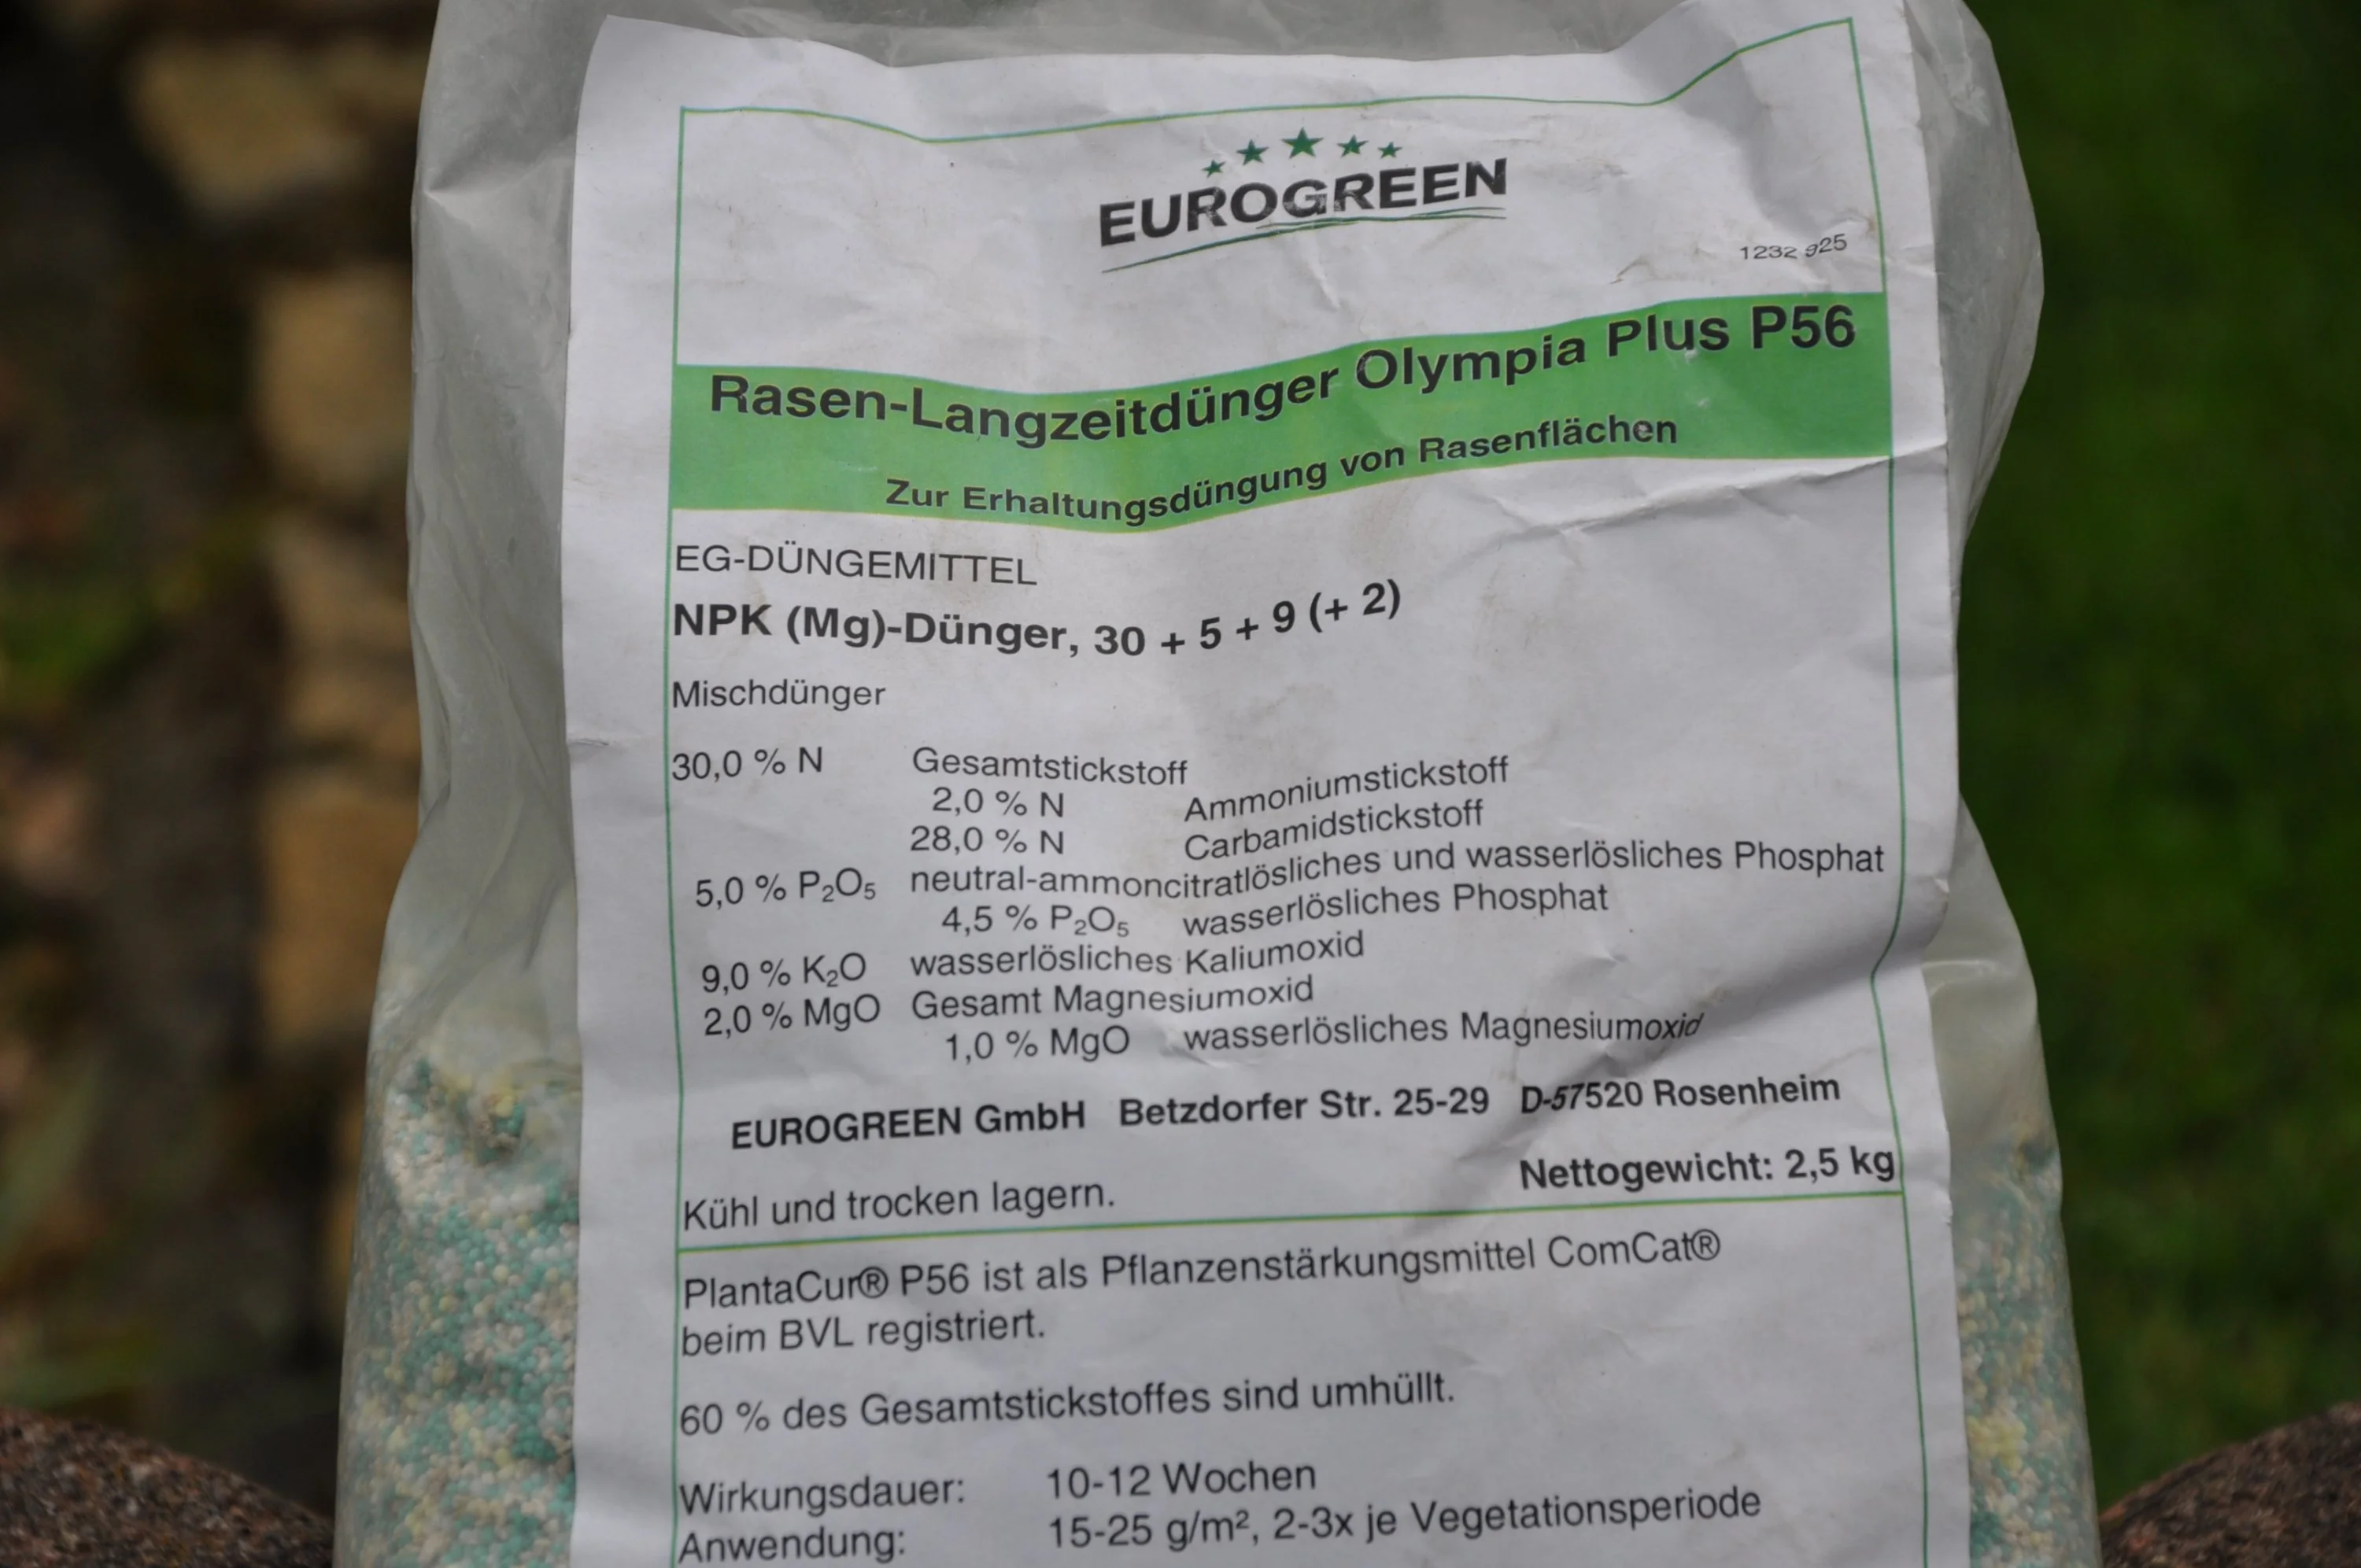 EUROGREEN
1232 925
Rasen-Langzeitdünger Olympia Plus P56
Zur Erhaltungsdüngung von Rasenflächen
EG-DÜNGEMITTEL
NPK (Mg)-Dünger, 30 + 5 + 9 (+ 2)
Mischdünger
30,0 % N Gesamtstickstoff
2,0 % N Ammoniumstickstoff
28,0 % N Carbamidstickstoff
5,0 % P₂O₅ neutral-ammoncitratlösliches und wasserlösliches Phosphat
4,5 % P₂O₅ wasserlösliches Phosphat
9,0 % K₂O wasserlösliches Kaliumoxid
2,0 % MgO Gesamt Magnesiumoxid
1,0 % MgO wasserlösliches Magnesiumoxid
EUROGREEN GmbH Betzdorfer Str. 25-29 D-57520 Rosenheim
Nettogewicht: 2,5 kg
Kühl und trocken lagern.
PlantaCur® P56 ist als Pflanzenstärkungsmittel ComCat®
beim BVL registriert.
60 % des Gesamtstickstoffes sind umhüllt.
Wirkungsdauer: 10-12 Wochen
Anwendung: 15-25 g/m², 2-3x je Vegetationsperiode